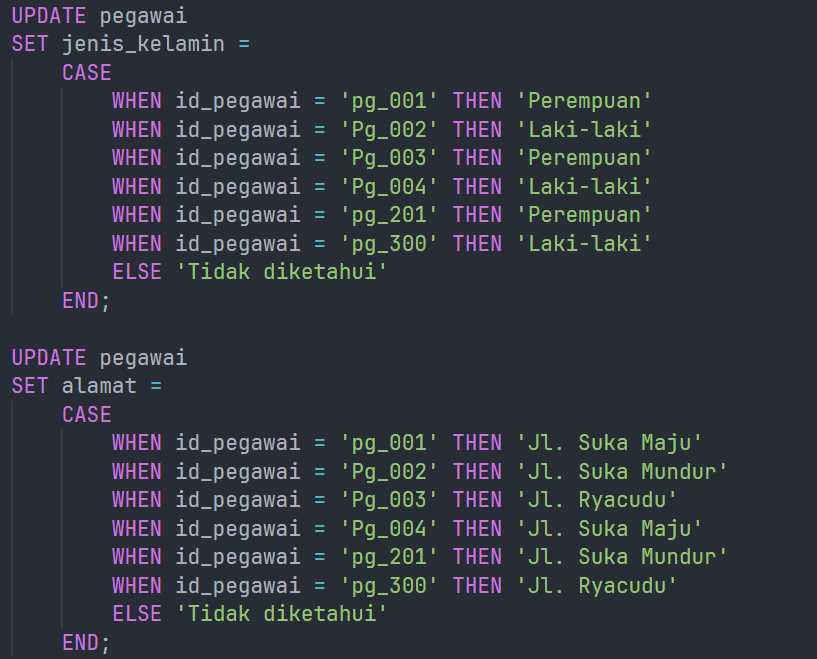 UPDATE pegawai
SET jenis_kelamin =
    CASE
        WHEN id_pegawai = 'pg_001' THEN 'Perempuan'
        WHEN id_pegawai = 'Pg_002' THEN 'Laki-laki'
        WHEN id_pegawai = 'Pg_003' THEN 'Perempuan'
        WHEN id_pegawai = 'Pg_004' THEN 'Laki-laki'
        WHEN id_pegawai = 'pg_201' THEN 'Perempuan'
        WHEN id_pegawai = 'pg_300' THEN 'Laki-laki'
        ELSE 'Tidak diketahui'
    END;

UPDATE pegawai
SET alamat =
    CASE
        WHEN id_pegawai = 'pg_001' THEN 'Jl. Suka Maju'
        WHEN id_pegawai = 'Pg_002' THEN 'Jl. Suka Mundur'
        WHEN id_pegawai = 'Pg_003' THEN 'Jl. Ryacudu'
        WHEN id_pegawai = 'Pg_004' THEN 'Jl. Suka Maju'
        WHEN id_pegawai = 'pg_201' THEN 'Jl. Suka Mundur'
        WHEN id_pegawai = 'pg_300' THEN 'Jl. Ryacudu'
        ELSE 'Tidak diketahui'
    END;